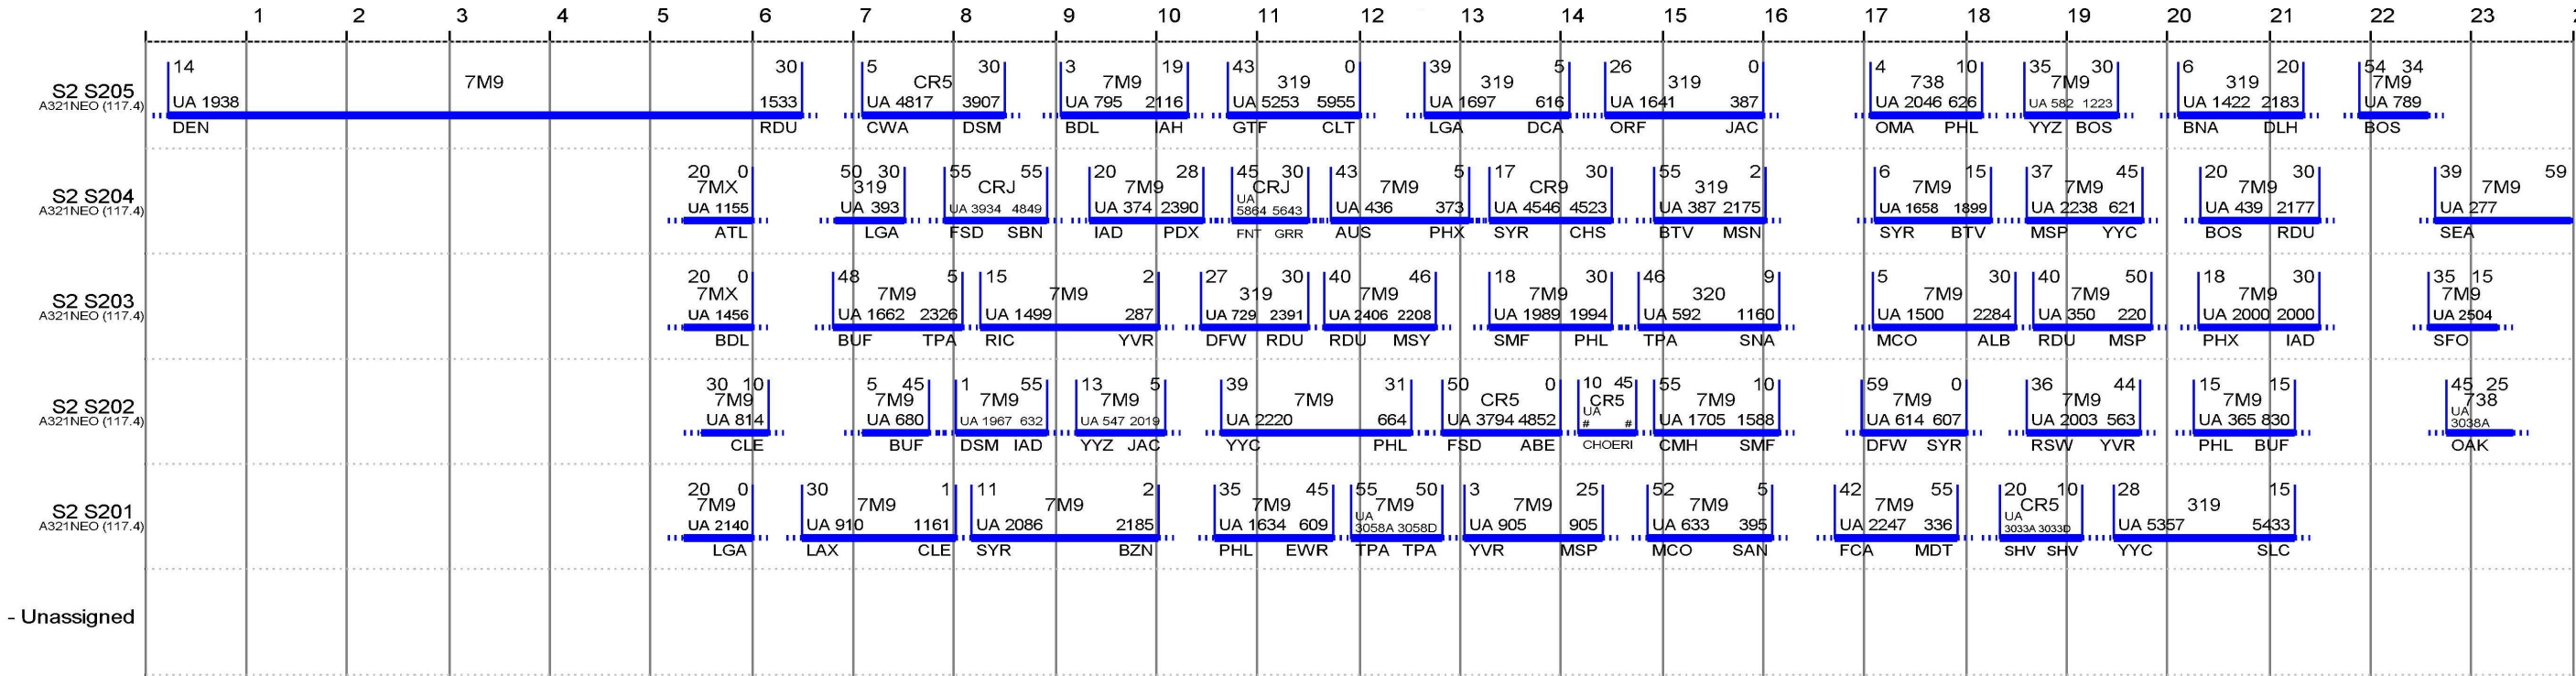 1 2 3 4 5 6 7 8 9 10 11 12 13 14 15 16 17 18 19 20 21 22 23
14 30 5 30 3 19 43 0 39 5 26 0 4 10 35 30 6 20 54 34
7M9 CR5 7M9 319 319 319 738 7M9 319 7M9
S2 S205
A321NEO (117.4)
UA 1938 1533 UA 4817 3907 UA 795 2116 UA 5253 5955 UA 1697 616 UA 1641 387 UA 2046 626 UA 582 1223 UA 1422 2183 UA 789
DEN RDU CWA DSM BDL IAH GTF CLT LGA DCA ORF JAC OMA PHL YYZ BOS BNA DLH BOS
20 0 50 30 55 55 20 28 45 30 43 5 17 30 55 2 6 15 37 45 20 30 39 59
7MX 319 CRJ 7M9 CRJ 7M9 CR9 319 7M9 7M9 7M9 7M9
S2 S204
A321NEO (117.4)
UA 1155 UA 393 UA 3934 4849 UA 374 2390 UA 5864 5643 UA 436 373 UA 4546 4523 UA 387 2175 UA 1658 1899 UA 2238 621 UA 439 2177 UA 277
ATL LGA FSD SBN IAD PDX FNT GRR AUS PHX SYR CHS BTV MSN SYR BTV MSP YYC BOS RDU SEA
20 0 48 5 15 2 27 30 40 46 18 30 46 9 5 30 40 50 18 30 35 15
7MX 7M9 7M9 319 7M9 7M9 320 7M9 7M9 7M9 7M9
S2 S203
A321NEO (117.4)
UA 1456 UA 1662 2326 UA 1499 287 UA 729 2391 UA 2406 2208 UA 1989 1994 UA 592 1160 UA 1500 2284 UA 350 220 UA 2000 2000 UA 2504
BDL BUF TPA RIC YVR DFW RDU RDU MSY SMF PHL TPA SNA MCO ALB RDU MSP PHX IAD SFO
30 10 5 45 1 55 13 5 39 31 50 0 10 45 55 10 59 0 36 44 15 15 45 25
7M9 7M9 7M9 7M9 7M9 CR5 CR5 7M9 7M9 7M9 7M9 738
S2 S202
A321NEO (117.4)
UA 814 UA 680 UA 1967 632 UA 547 2019 UA 2220 664 UA 3794 4852 UA # # UA 1705 1588 UA 614 607 UA 2003 563 UA 365 830 UA 3038A
CLE BUF DSM IAD YYZ JAC YYC PHL FSD ABE CHOERI CMH SMF DFW SYR RSW YVR PHL BUF OAK
20 0 30 1 11 2 35 45 55 50 3 25 52 5 42 55 20 10 28 15
7M9 7M9 7M9 7M9 7M9 7M9 7M9 7M9 CR5 319
S2 S201
A321NEO (117.4)
UA 2140 UA 910 1161 UA 2086 2185 UA 1634 609 UA 3058A 3058D UA 905 905 UA 633 395 UA 2247 336 UA 3033A 3033D UA 5357 5433
LGA LAX CLE SYR BZN PHL EWR TPA TPA YVR MSP MCO SAN FCA MDT SHV SHV YYC SLC
- Unassigned